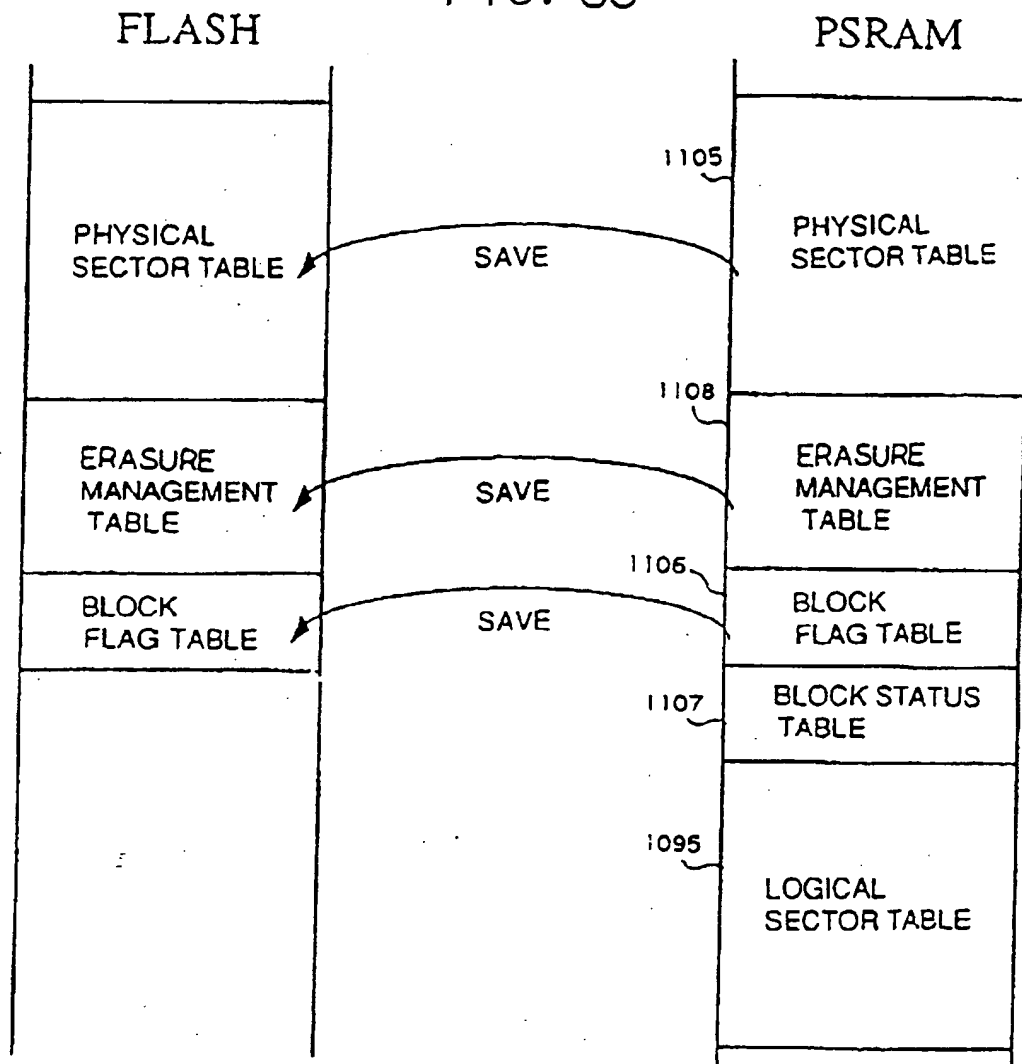 FLASH
PSRAM
1105
PHYSICAL
SECTOR TABLE
SAVE
PHYSICAL
SECTOR TABLE
1108
ERASURE
MANAGEMENT
TABLE
SAVE
ERASURE
MANAGEMENT
TABLE
1106
BLOCK
FLAG TABLE
SAVE
BLOCK
FLAG TABLE
1107
BLOCK STATUS
TABLE
1095
LOGICAL
SECTOR TABLE